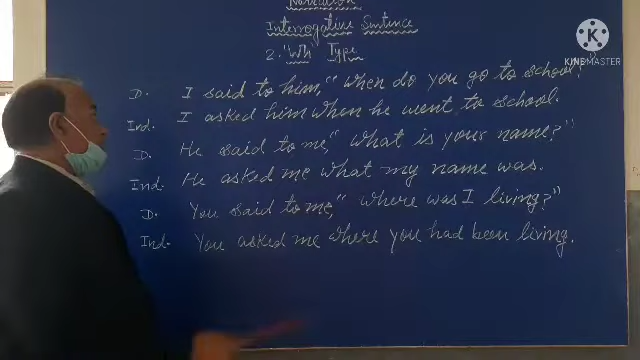 Narration
Interrogative Sentence
2. "Wh" Type
D. I said to him, "When do you go to school?
Ind. I asked him when he went to school.
D. He said to me, "What is your name?"
Ind. He asked me what my name was.
D. You said to me, "Where was I living?"
Ind. You asked me where you had been living.
KINEMASTER